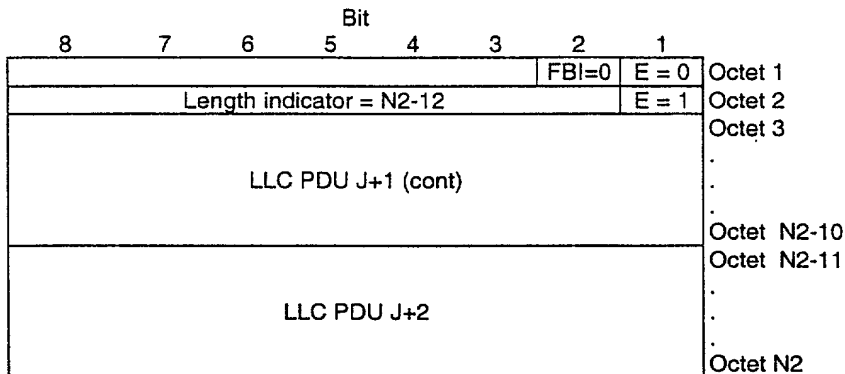 Bit
8 7 6 5 4 3 2 1
FBI=0 E = 0 Octet 1
Length indicator = N2-12 E = 1 Octet 2
Octet 3
.
LLC PDU J+1 (cont) .
.
Octet N2-10
Octet N2-11
.
LLC PDU J+2 .
.
Octet N2